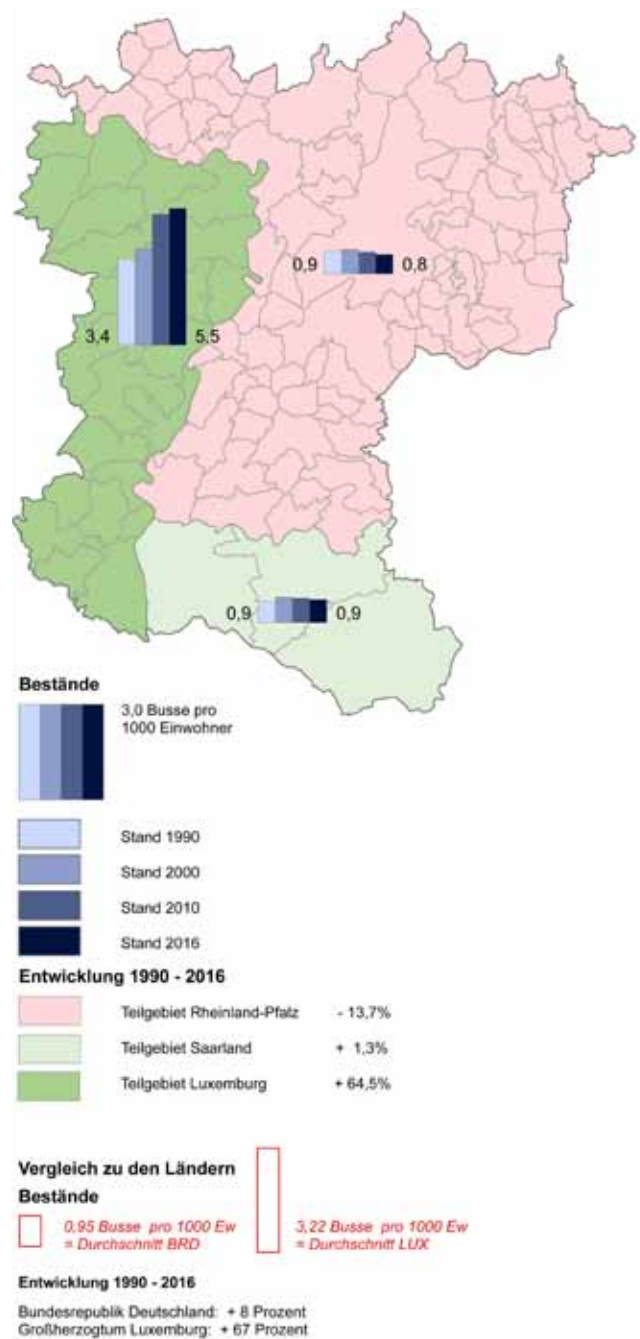 0,9 0,8
3,4 5,5
0,9 0,9
Bestände
3,0 Busse pro
1000 Einwohner
Stand 1990
Stand 2000
Stand 2010
Stand 2016
Entwicklung 1990 - 2016
Teilgebiet Rheinland-Pfalz - 13,7%
Teilgebiet Saarland + 1,3%
Teilgebiet Luxemburg + 64,5%
Vergleich zu den Ländern
Bestände
0,95 Busse pro 1000 Ew
= Durchschnitt BRD
3,22 Busse pro 1000 Ew
= Durchschnitt LUX
Entwicklung 1990 - 2016
Bundesrepublik Deutschland: + 8 Prozent
Großherzogtum Luxemburg: + 67 Prozent